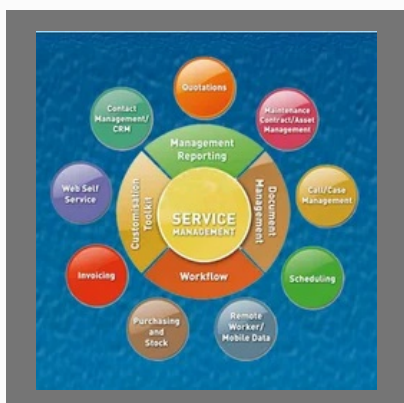 Quotations
Contact
Management/
CRM
Maintenance
Contract/Asset
Management
Management
Reporting
Web Self
Service
Customisation
Toolkit
SERVICE
MANAGEMENT
Document
Management
Call/Case
Management
Invoicing
Workflow
Scheduling
Purchasing
and
Stock
Remote
Worker/
Mobile Data